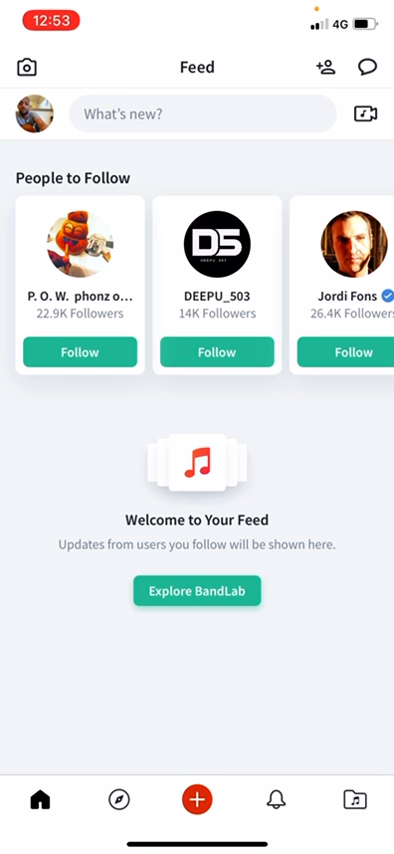 12:53
4G
Feed
What's new?
People to Follow
P. O. W. phonz o...
22.9K Followers
Follow
D5
DEEPU_503
DEEPU_503
14K Followers
Follow
Jordi Fons
26.4K Followers
Follow
Welcome to Your Feed
Updates from users you follow will be shown here.
Explore BandLab